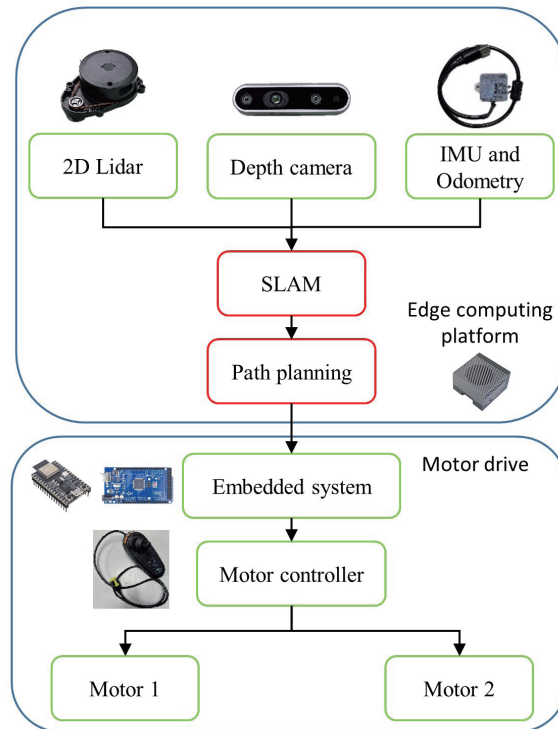 2D Lidar
Depth camera
IMU and
Odometry
SLAM
Edge computing
platform
Path planning
Motor drive
Embedded system
Motor controller
Motor 1
Motor 2